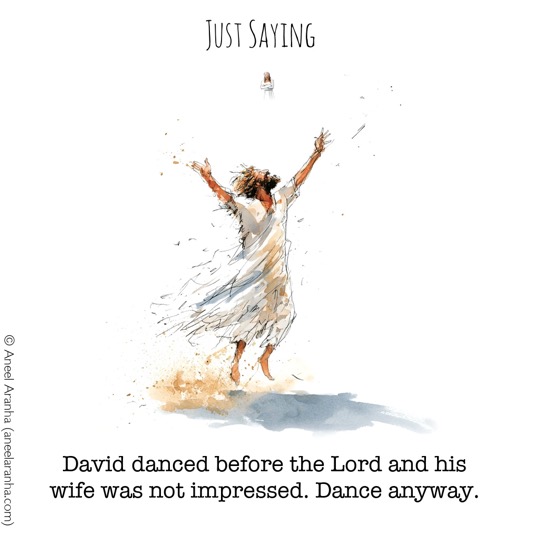 Just Saying
David danced before the Lord and his
wife was not impressed. Dance anyway.
© Aneel Aranha (aneelaranha.com)